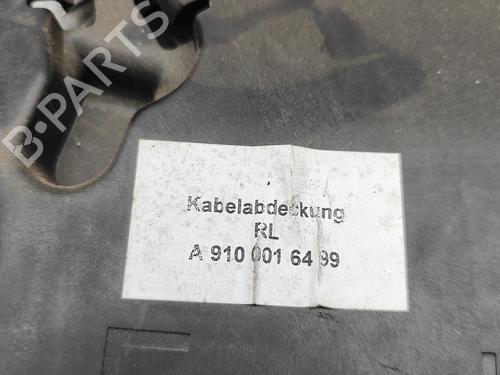 B-PARTS
Kabelabdeckung
RL
A 910 001 64 99